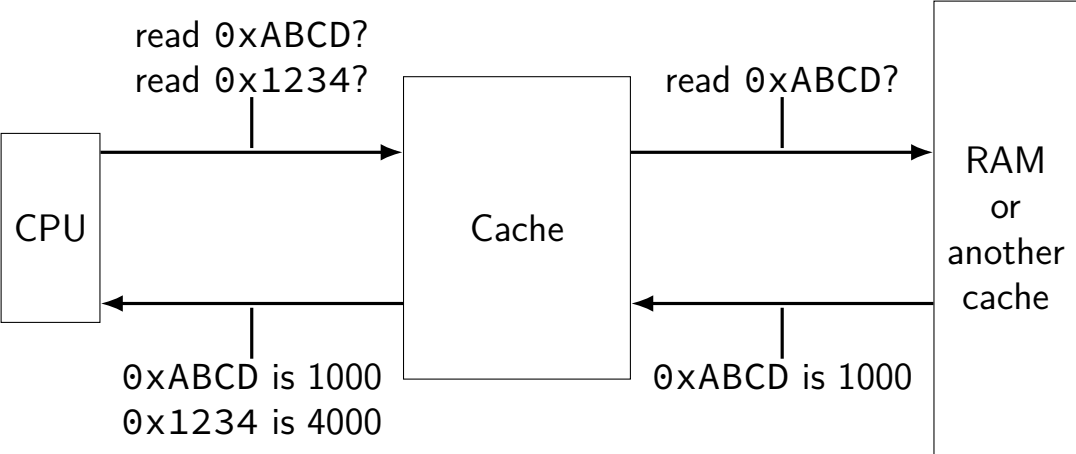 read 0xABCD?
read 0x1234?
read 0xABCD?
CPU
Cache
RAM
or
another
cache
0xABCD is 1000
0x1234 is 4000
0xABCD is 1000